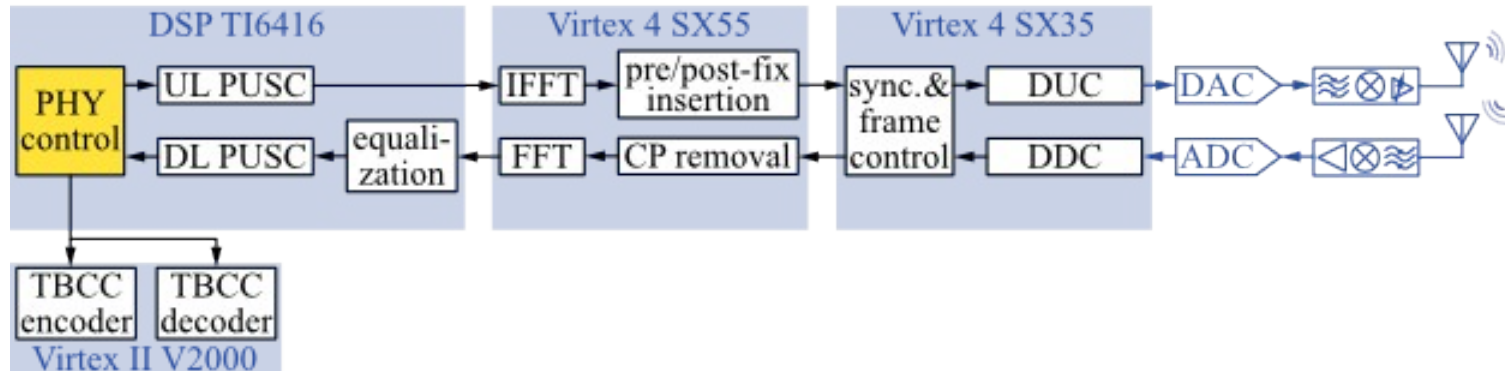 DSP TI6416
Virtex 4 SX55
Virtex 4 SX35
PHY
control
UL PUSC
IFFT
pre/post-fix
insertion
sync.&
frame
control
DUC
DAC
DL PUSC
equali-
zation
FFT
CP removal
DDC
ADC
TBCC
encoder
TBCC
decoder
Virtex II V2000